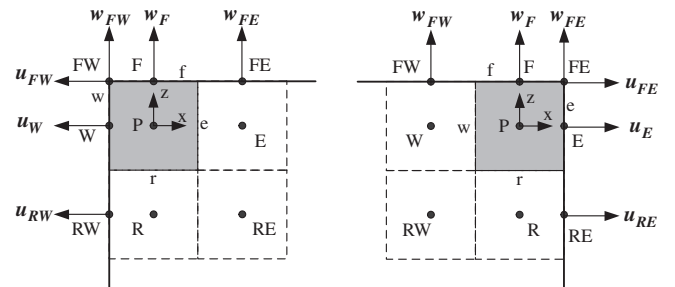 w_FW w_F w_FE
FW F f FE
u_FW w z
u_W W P x e E
r
u_RW RW R RE
w_FW w_F w_FE
FW f F FE
z e u_FE
W w P x E u_E
r
RW R RE u_RE